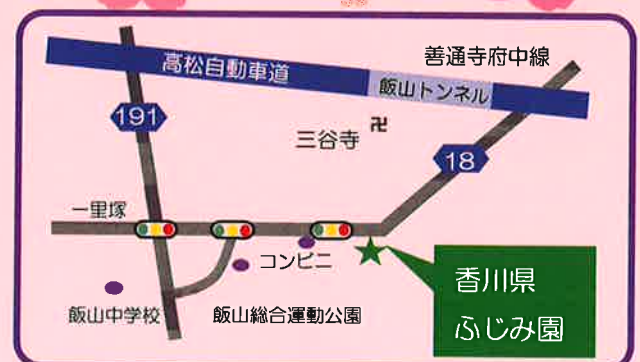 善通寺府中線
高松自動車道
飯山トンネル
191
三谷寺
卍
18
一里塚
コンビニ
香川県
ふじみ園
飯山中学校
飯山総合運動公園